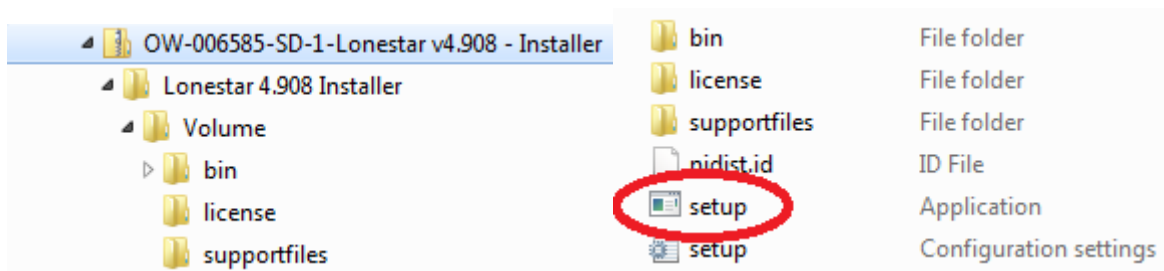 OW-006585-SD-1-Lonestar v4.908 - Installer
Lonestar 4.908 Installer
Volume
bin
license
supportfiles
bin File folder
license File folder
supportfiles File folder
nidist.id ID File
setup Application
setup Configuration settings